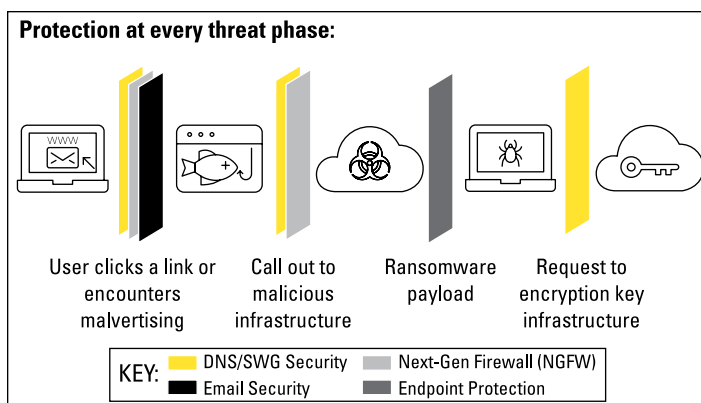 Protection at every threat phase:
WWW
User clicks a link or
encounters
malvertising
Call out to
malicious
infrastructure
Ransomware
payload
Request to
encryption key
infrastructure
KEY:
DNS/SWG Security
Next-Gen Firewall (NGFW)
Email Security
Endpoint Protection